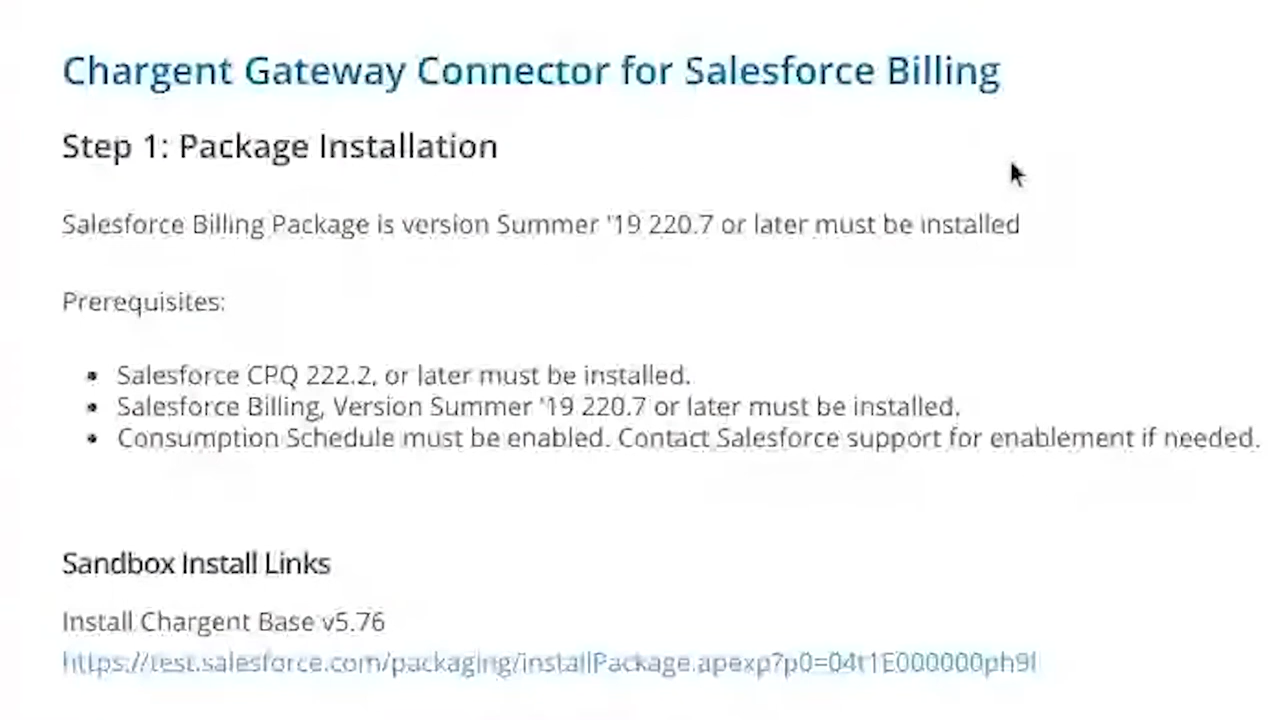 Chargent Gateway Connector for Salesforce Billing
Step 1: Package Installation
Salesforce Billing Package is version Summer '19 220.7 or later must be installed
Prerequisites:
• Salesforce CPQ 222.2, or later must be installed.
• Salesforce Billing, Version Summer '19 220.7 or later must be installed.
• Consumption Schedule must be enabled. Contact Salesforce support for enablement if needed.
Sandbox Install Links
Install Chargent Base v5.76